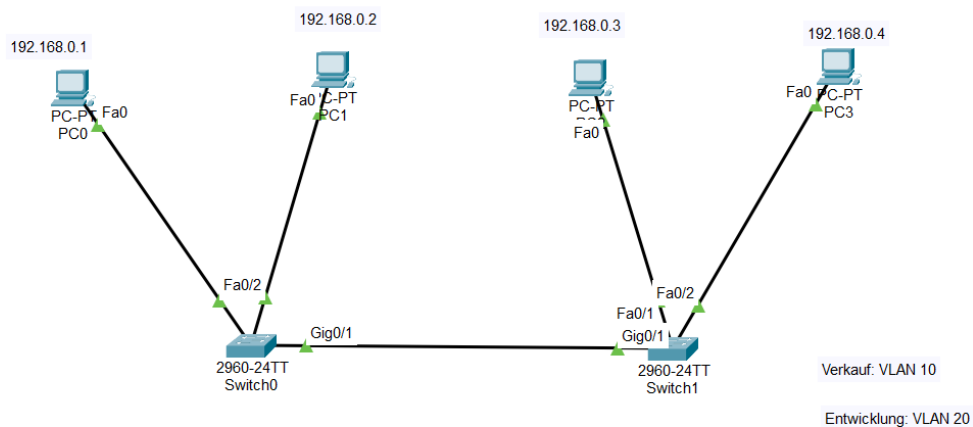 192.168.0.1
192.168.0.2
192.168.0.3
192.168.0.4
PC-PT
PC0
Fa0
Fa0
C-PT
PC1
PC-PT
Fa0
Fa0
PC-PT
PC3
Fa0/2
Gig0/1
2960-24TT
Switch0
Fa0/2
Fa0/1
Gig0/1
2960-24TT
Switch1
Verkauf: VLAN 10
Entwicklung: VLAN 20